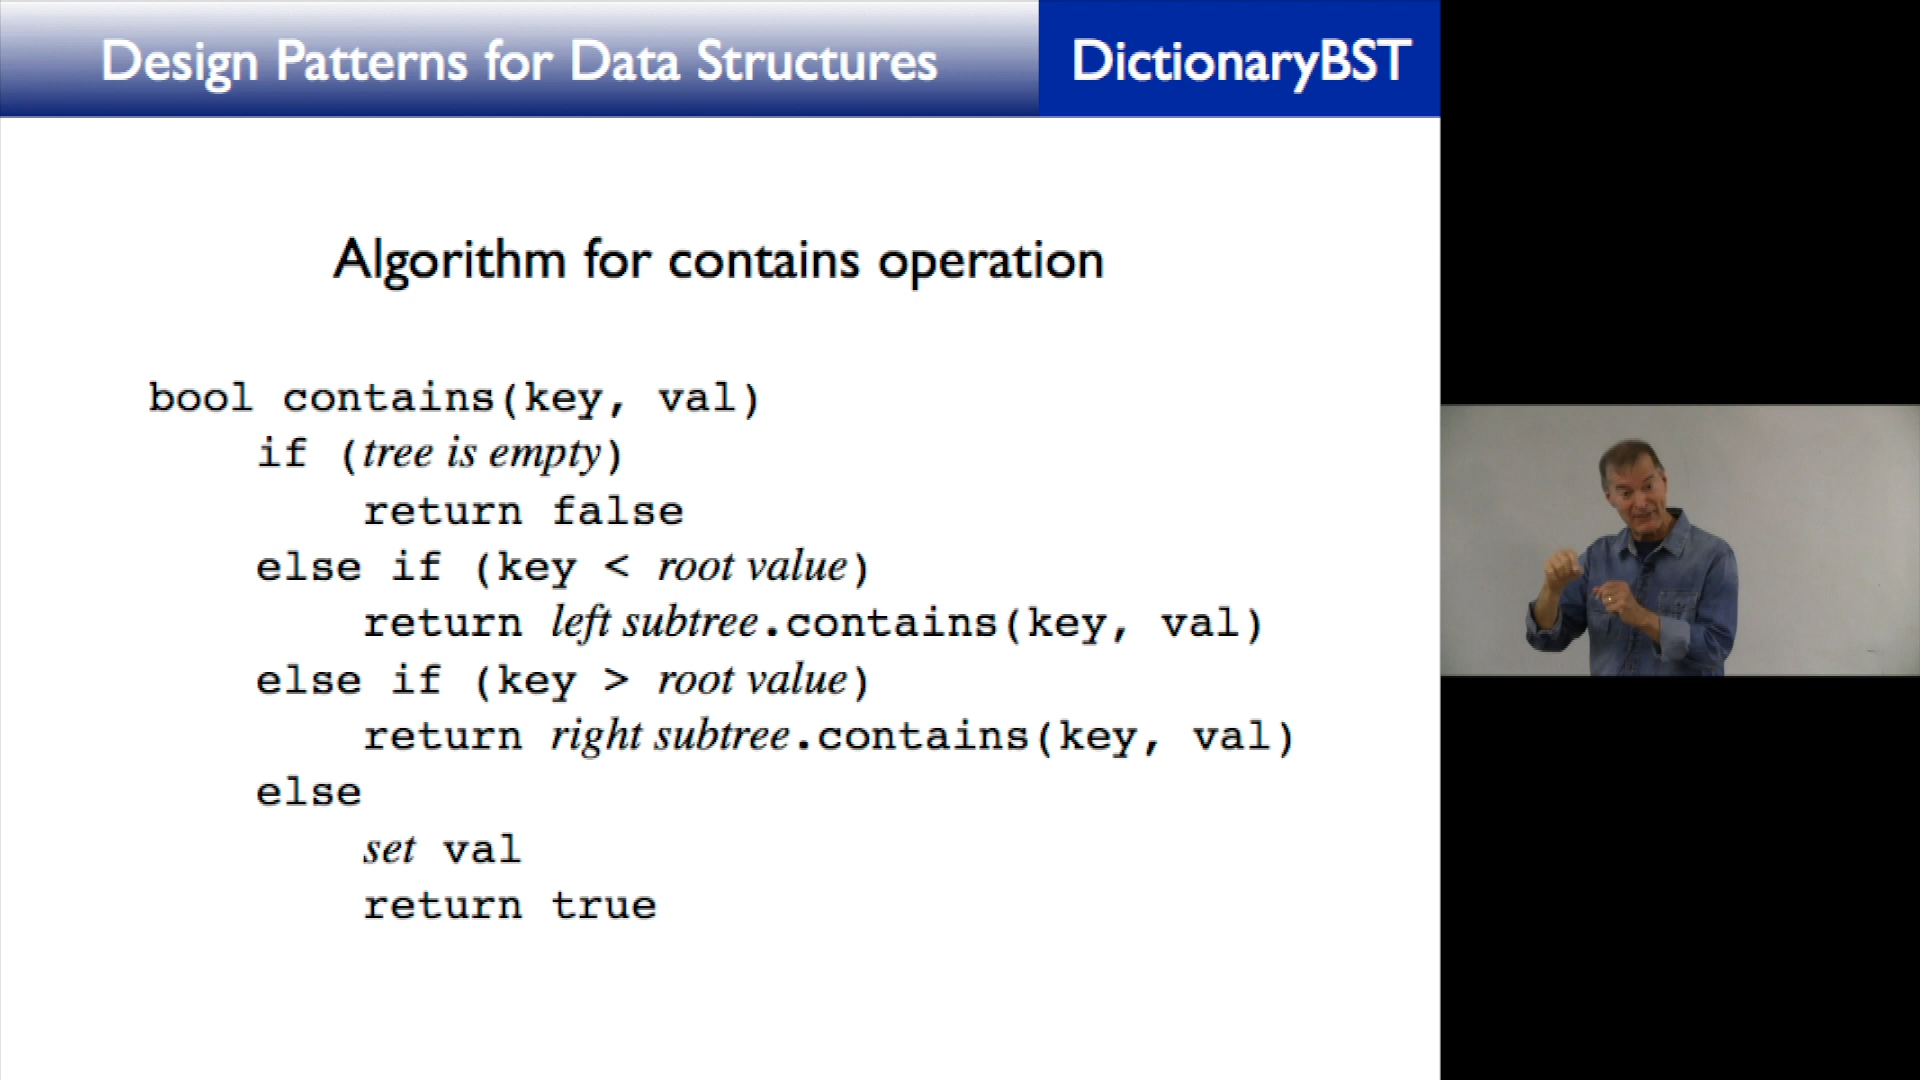 Design Patterns for Data Structures
DictionaryBST
Algorithm for contains operation
bool contains(key, val)
if (tree is empty)
return false
else if (key < root value)
return left subtree.contains(key, val)
else if (key > root value)
return right subtree.contains(key, val)
else
set val
return true